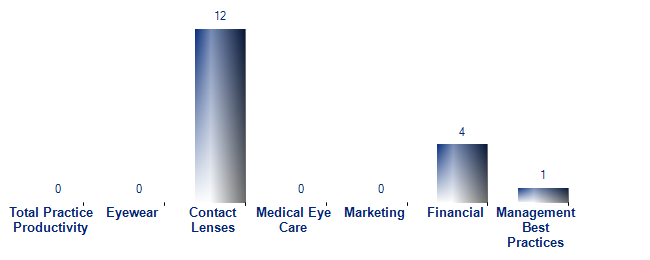 12
4
1
0
0
0
0
Total Practice
Productivity
Eyewear
Contact
Lenses
Medical Eye
Care
Marketing
Financial
Management
Best
Practices